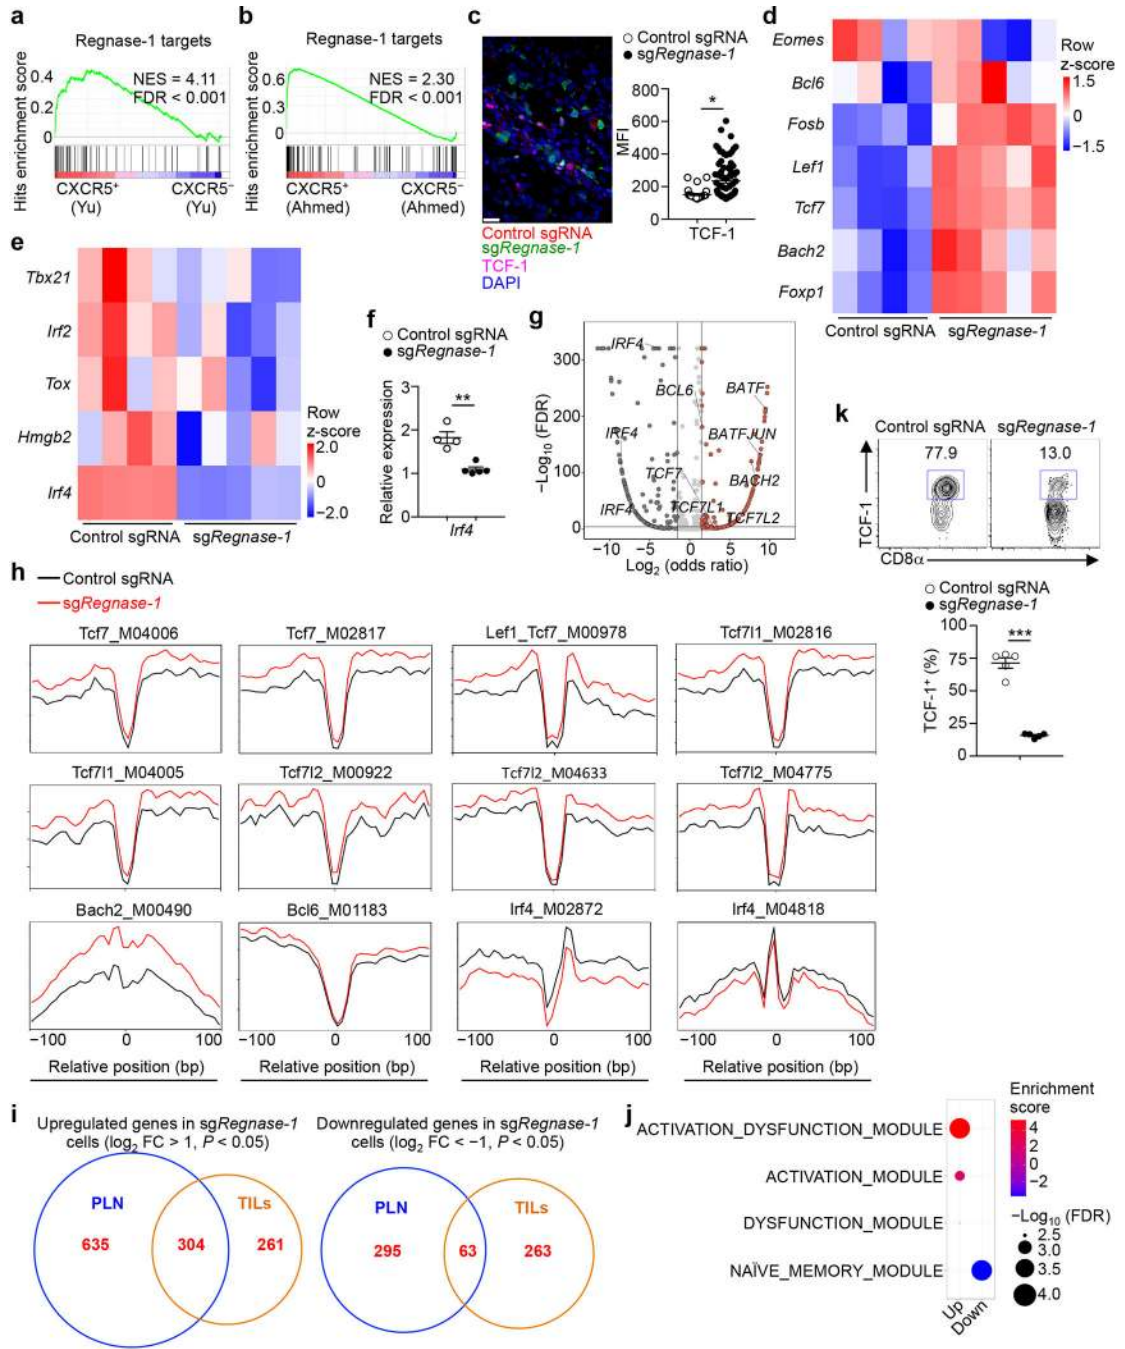 a
Regnase-1 targets
Hits enrichment score
0.4
0.2
0
NES = 4.11
FDR < 0.001
CXCR5⁺
(Yu)
CXCR5⁻
(Yu)
b
Regnase-1 targets
Hits enrichment score
0.6
0.3
0
NES = 2.30
FDR < 0.001
CXCR5⁺
(Ahmed)
CXCR5⁻
(Ahmed)
c
Control sgRNA
sgRegnase-1
TCF-1
DAPI
Control sgRNA
sgRegnase-1
MFI
800
600
400
200
0
*
TCF-1
d
Eomes
Bcl6
Fosb
Lef1
Tcf7
Bach2
Foxp1
Control sgRNA
sgRegnase-1
Row
z-score
1.5
−1.5
e
Tbx21
Irf2
Tox
Hmgb2
Irf4
Control sgRNA
sgRegnase-1
Row
z-score
2.0
−2.0
f
Control sgRNA
sgRegnase-1
Relative expression
3
2
1
0
**
Irf4
g
−Log₁₀ (FDR)
300
200
100
0
IRF4
BCL6
BATF
IRF4
BATFJUN
TCF7
BACH2
IRF4
TCF7L1
TCF7L2
−10
−5
0
5
10
Log₂ (odds ratio)
k
Control sgRNA
sgRegnase-1
77.9
13.0
TCF-1
CD8α
Control sgRNA
sgRegnase-1
TCF-1⁺ (%)
100
75
50
25
0
***
h
Control sgRNA
sgRegnase-1
Tcf7_M04006
Tcf7_M02817
Lef1_Tcf7_M00978
Tcf7l1_M02816
Tcf7l1_M04005
Tcf7l2_M00922
Tcf7l2_M04633
Tcf7l2_M04775
Bach2_M00490
Bcl6_M01183
Irf4_M02872
Irf4_M04818
−100 0 100
−100 0 100
−100 0 100
−100 0 100
Relative position (bp)
Relative position (bp)
Relative position (bp)
Relative position (bp)
i
Upregulated genes in sgRegnase-1
cells (log₂ FC > 1, P < 0.05)
PLN
TILs
635
304
261
Downregulated genes in sgRegnase-1
cells (log₂ FC < −1, P < 0.05)
PLN
TILs
295
63
263
j
ACTIVATION_DYSFUNCTION_MODULE
ACTIVATION_MODULE
DYSFUNCTION_MODULE
NAÏVE_MEMORY_MODULE
Up
Down
Enrichment
score
4
2
0
−2
−Log₁₀ (FDR)
2.5
3.0
3.5
4.0